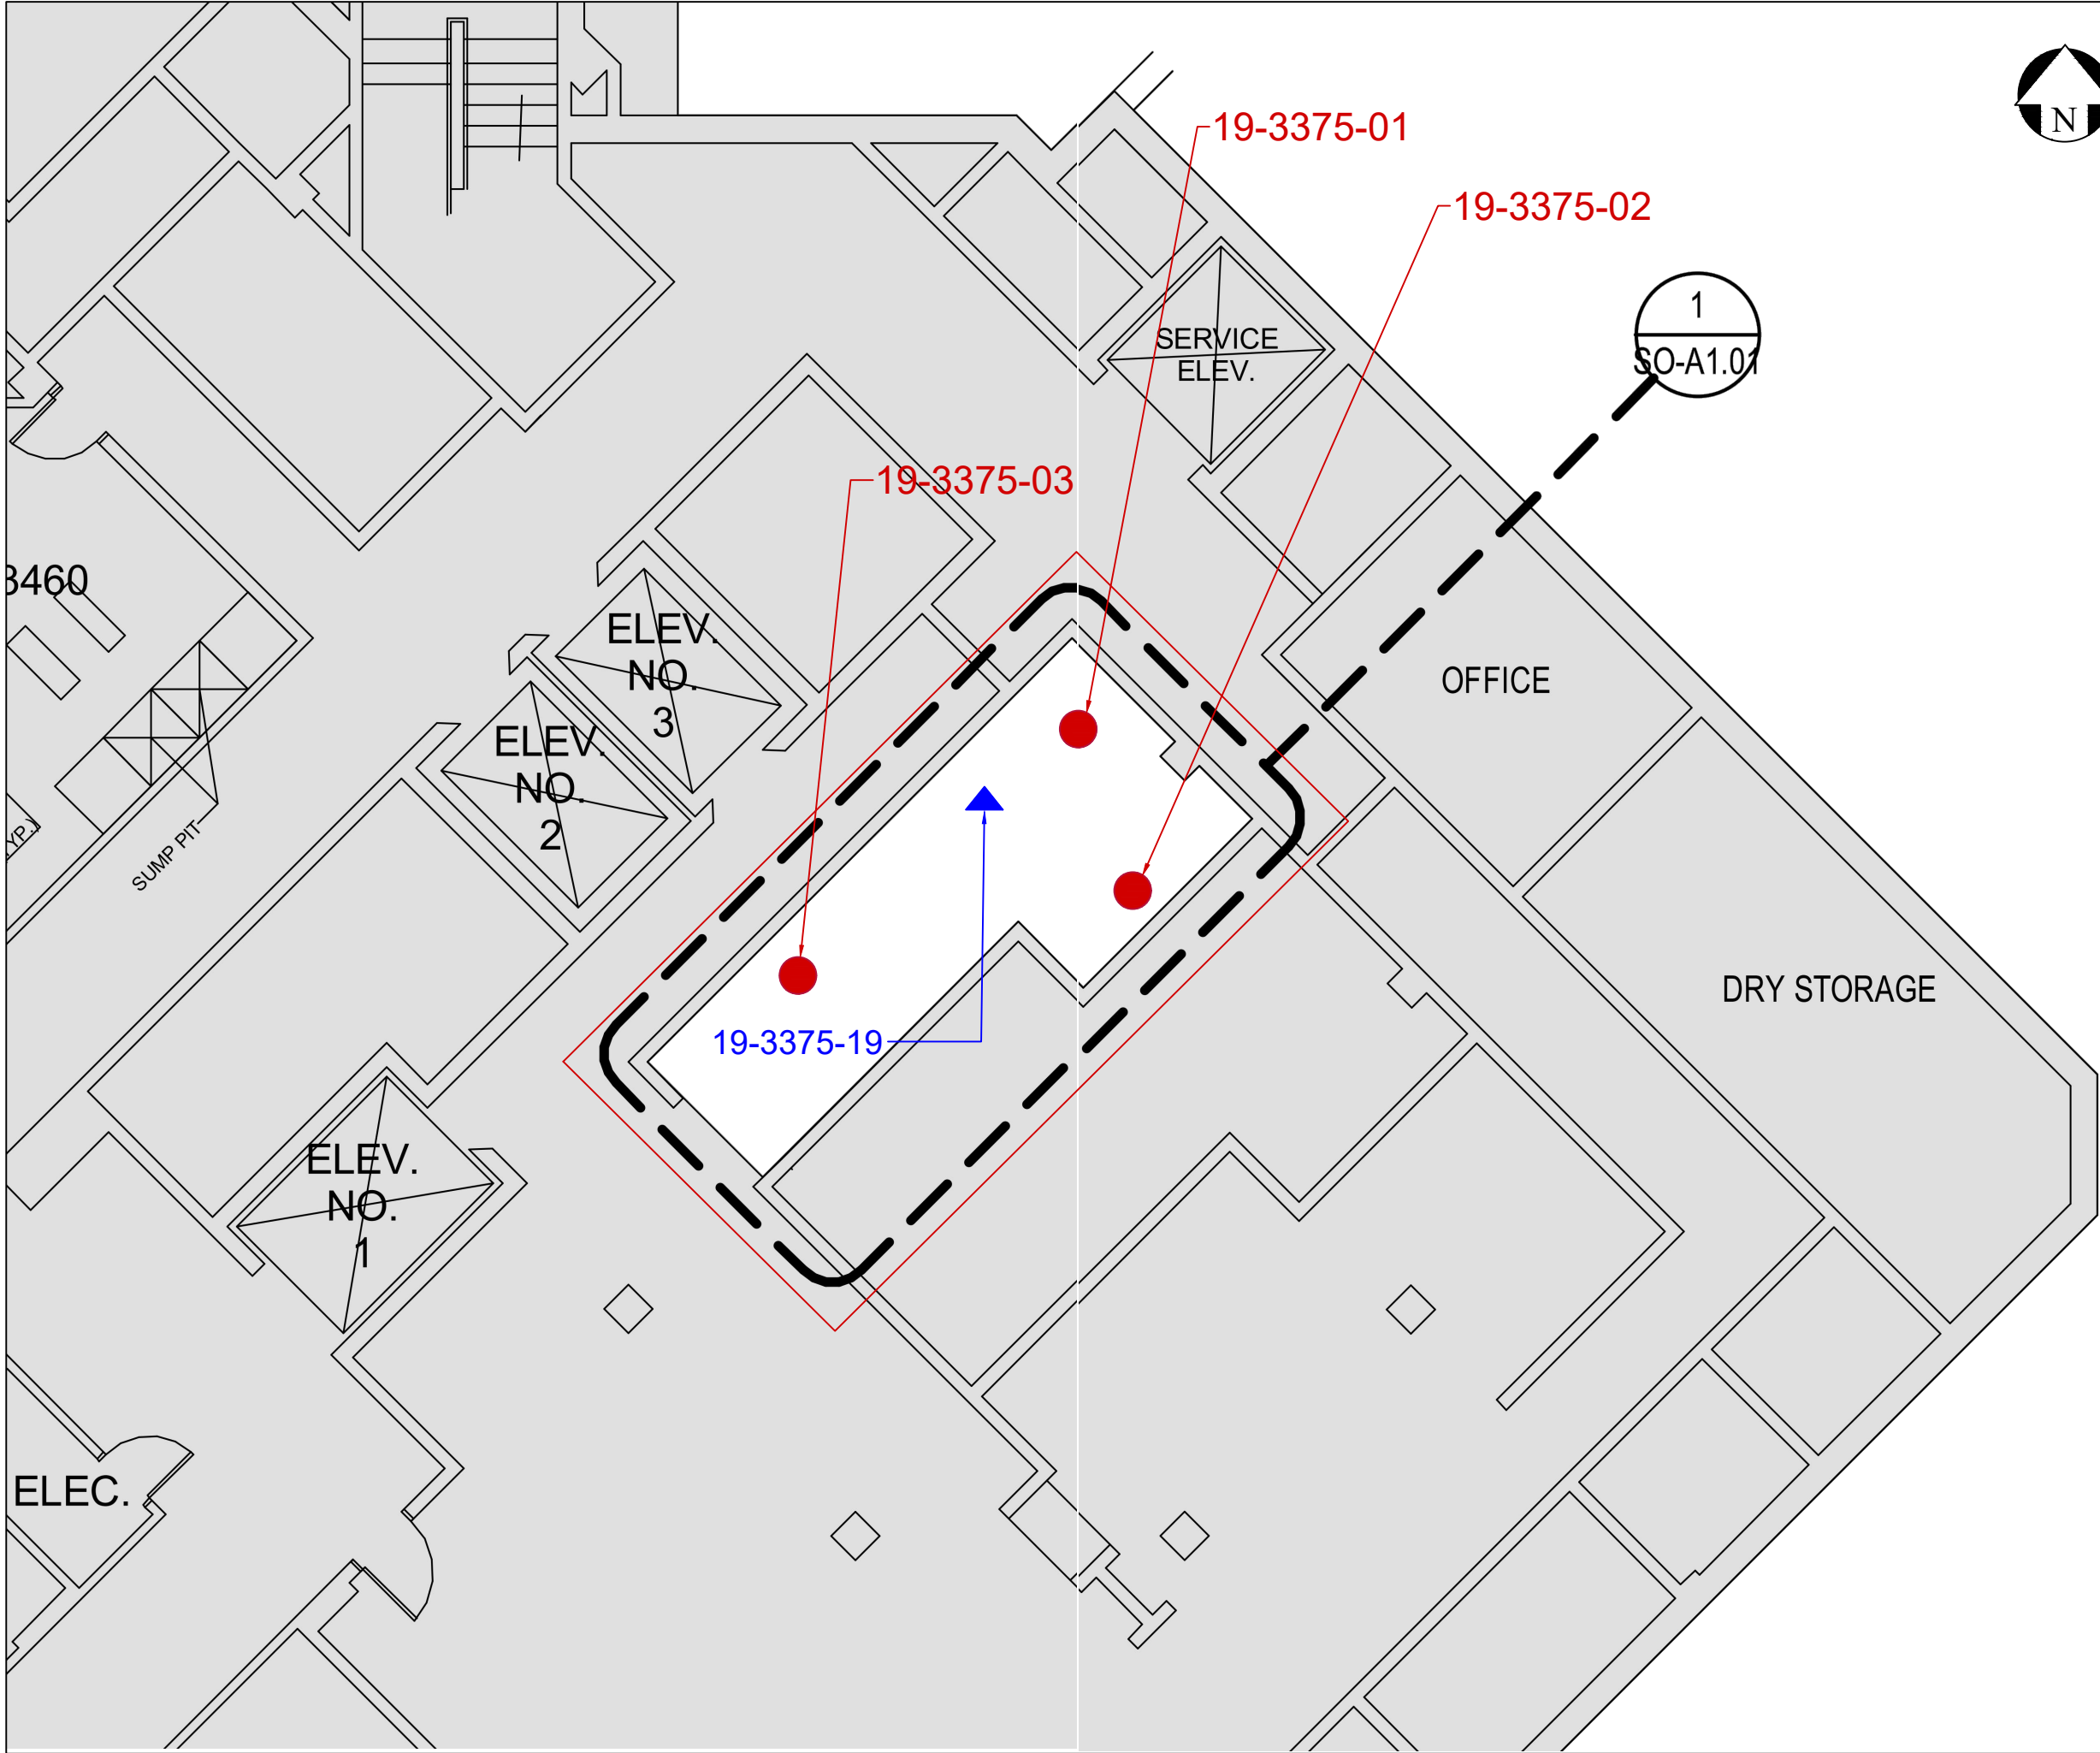 19-3375-01
N
19-3375-02
1
SO-A1.01
SERVICE
ELEV.
19-3375-03
3460
ELEV.
NO.
3
OFFICE
ELEV.
NO.
2
YP.)
SUMP PIT
DRY STORAGE
19-3375-19
ELEV.
NO.
1
ELEC.